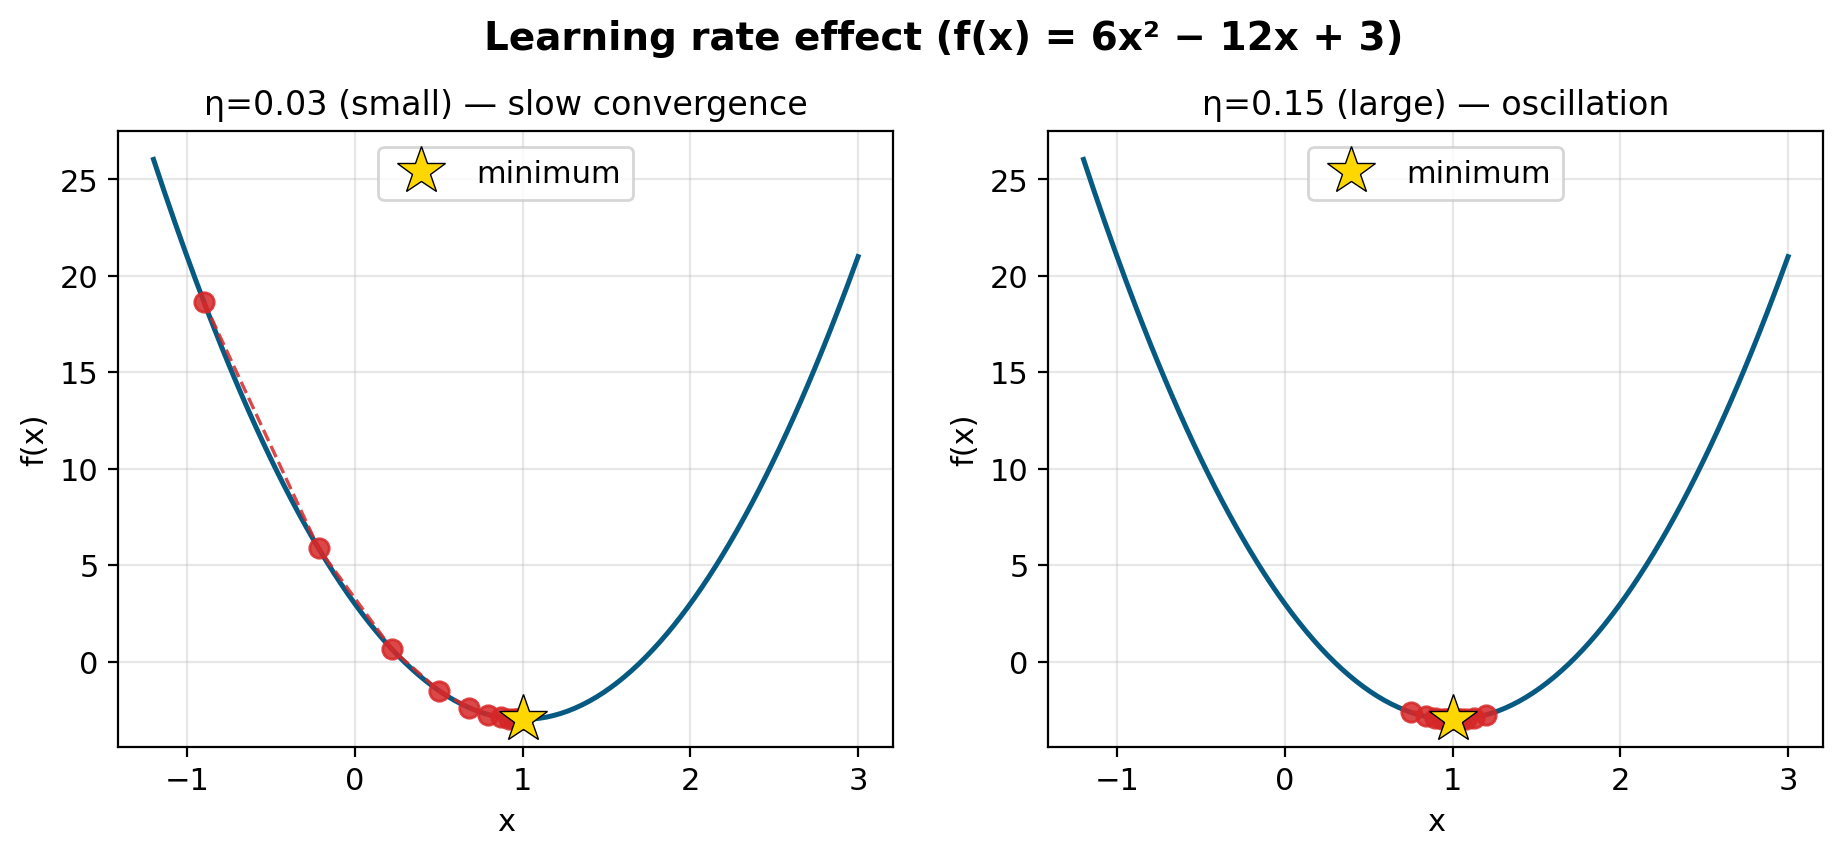 Learning rate effect (f(x) = 6x² − 12x + 3)
η=0.03 (small) — slow convergence
minimum
25
20
15
10
5
0
f(x)
−1
0
1
2
3
x
η=0.15 (large) — oscillation
minimum
25
20
15
10
5
0
f(x)
−1
0
1
2
3
x